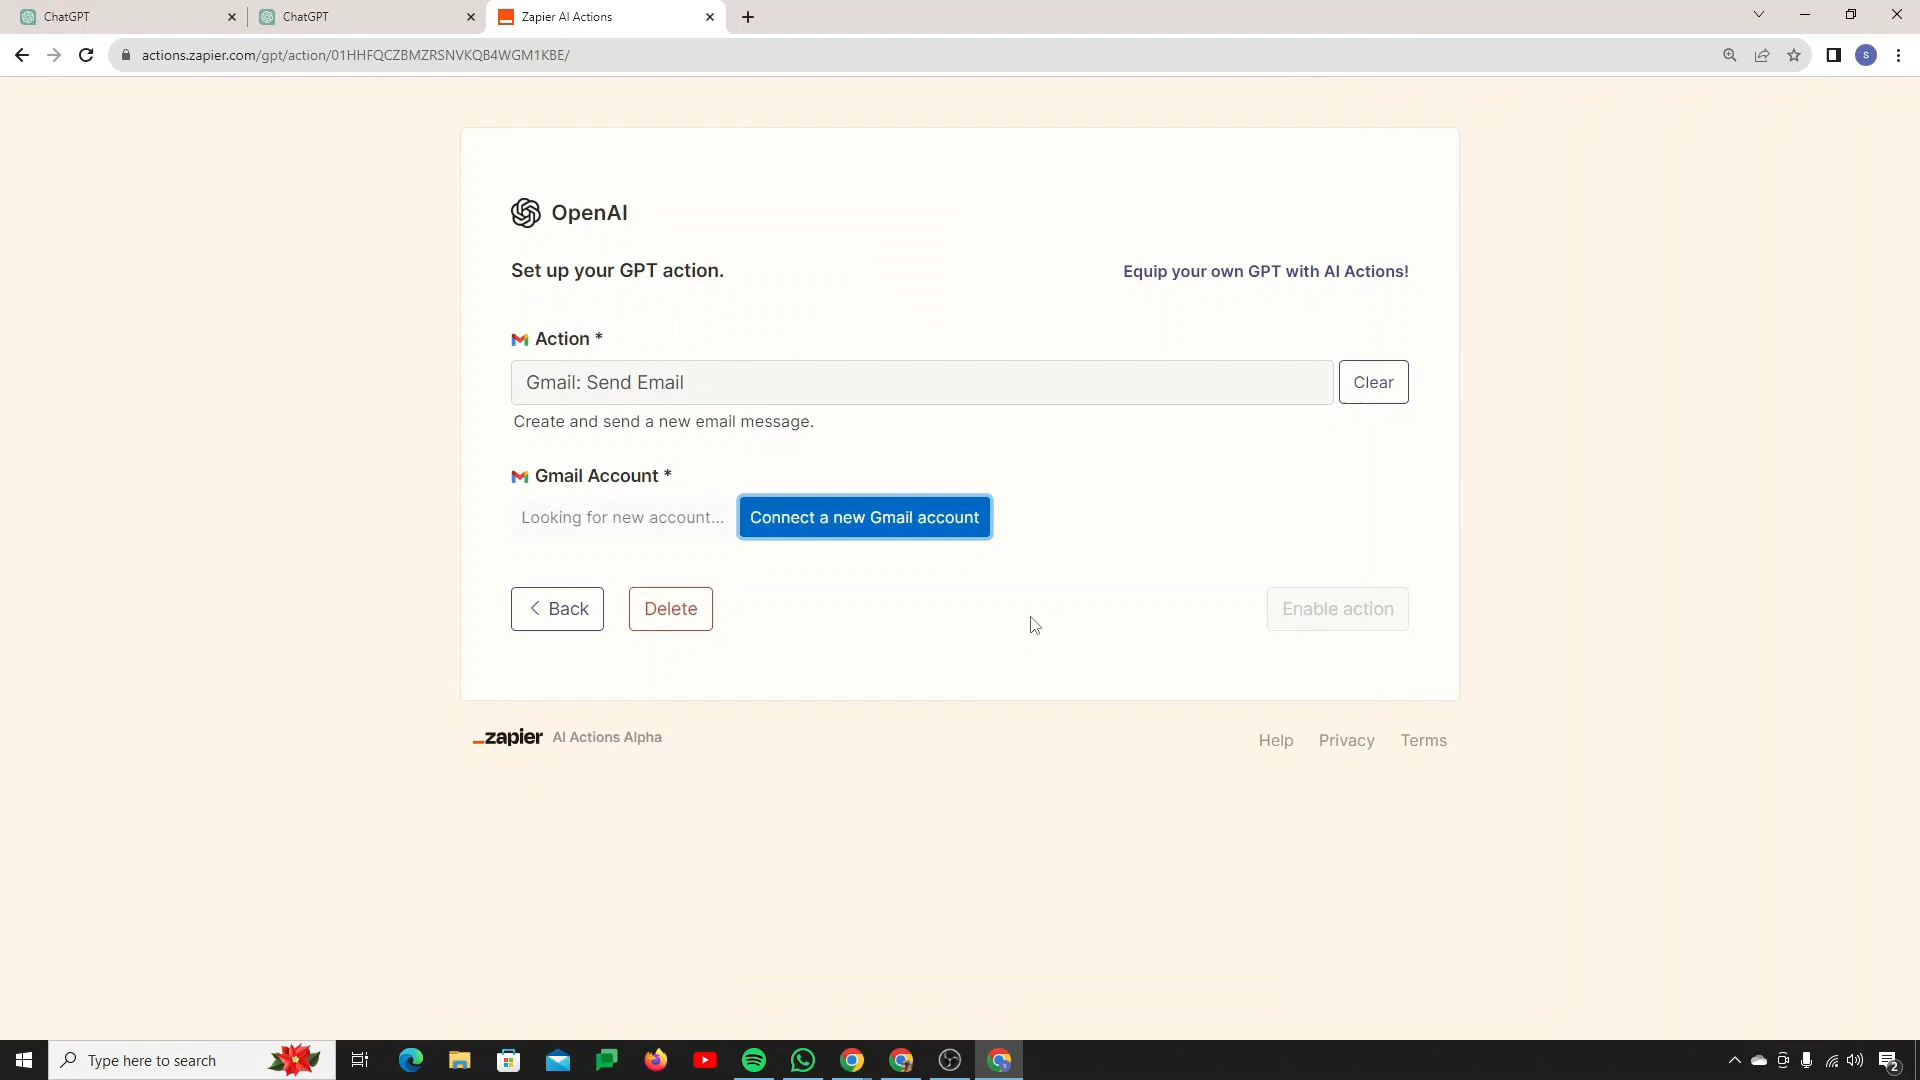 ChatGPT
ChatGPT
Zapier AI Actions
actions.zapier.com/gpt/action/01HHFQCZBMZRSNVKQB4WGM1KBE/
S
OpenAI
Set up your GPT action.
Equip your own GPT with AI Actions!
Action *
Gmail: Send Email
Clear
Create and send a new email message.
Gmail Account *
Looking for new account...
Connect a new Gmail account
Back
Delete
Enable action
zapier AI Actions Alpha
Help
Privacy
Terms
Type here to search
2